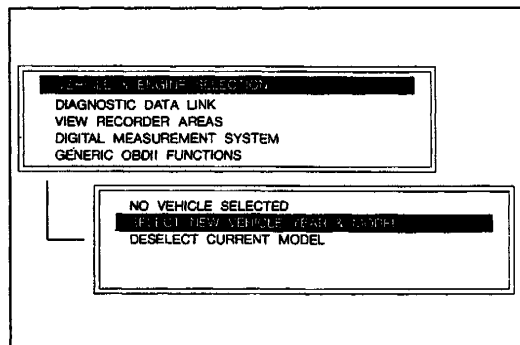 VEHICLE & ENGINE SELECTION
DIAGNOSTIC DATA LINK
VIEW RECORDER AREAS
DIGITAL MEASUREMENT SYSTEM
GENERIC OBDII FUNCTIONS
NO VEHICLE SELECTED
SELECT NEW VEHICLE YEAR & MODEL
DESELECT CURRENT MODEL